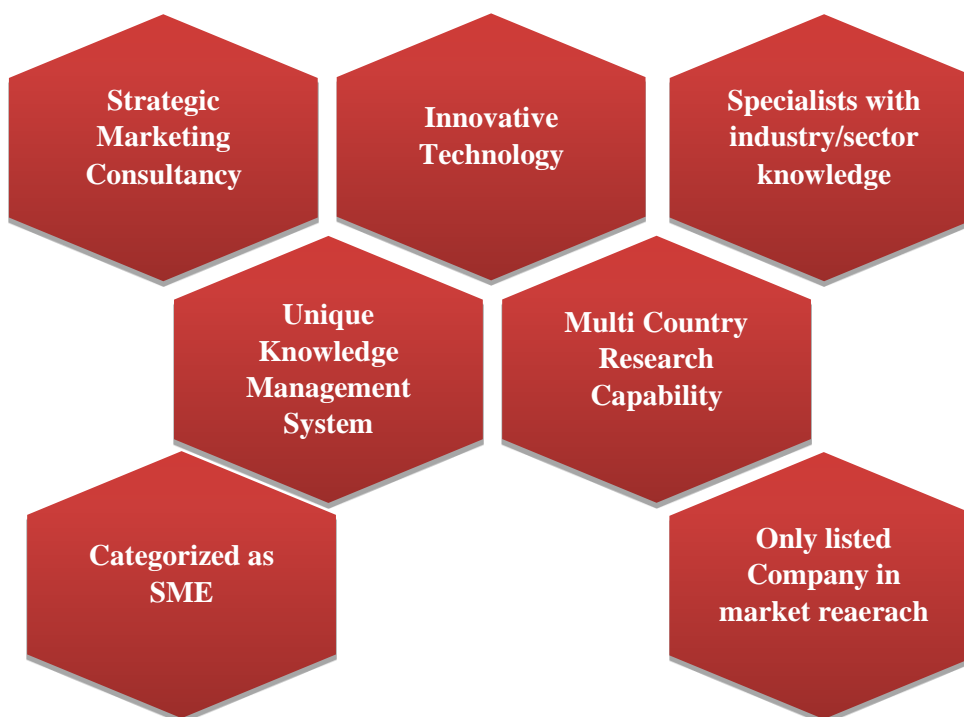 Strategic
Marketing
Consultancy
Innovative
Technology
Specialists with
industry/sector
knowledge
Unique
Knowledge
Management
System
Multi Country
Research
Capability
Categorized as
SME
Only listed
Company in
market reaerach